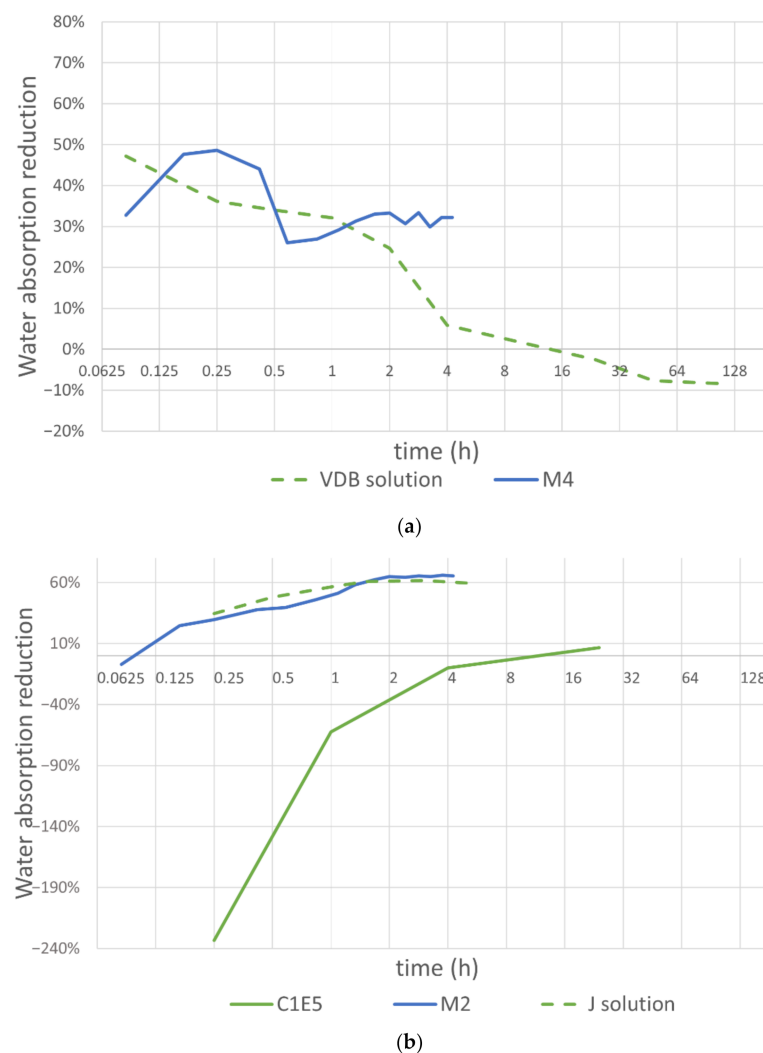 80%
70%
60%
50%
40%
30%
20%
10%
0%
−10%
−20%
0.0625 0.125 0.25 0.5 1 2 4 8 16 32 64 128
Water absorption reduction
time (h)
VDB solution M4
(a)
60%
10%
−40%
−90%
−140%
−190%
−240%
0.0625 0.125 0.25 0.5 1 2 4 8 16 32 64 128
Water absorption reduction
time (h)
C1E5 M2 J solution
(b)